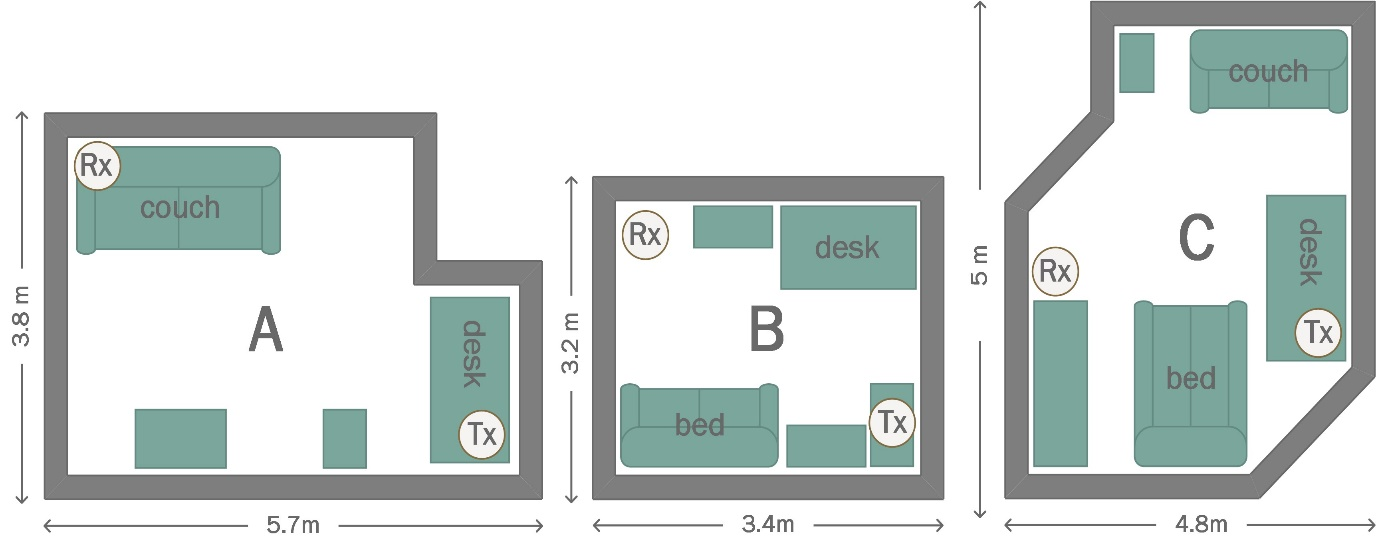 Rx
couch
A
desk
Tx
3.8 m
5.7m
Rx
desk
B
bed
Tx
3.2 m
3.4m
couch
C
desk
Rx
Tx
bed
5 m
4.8m